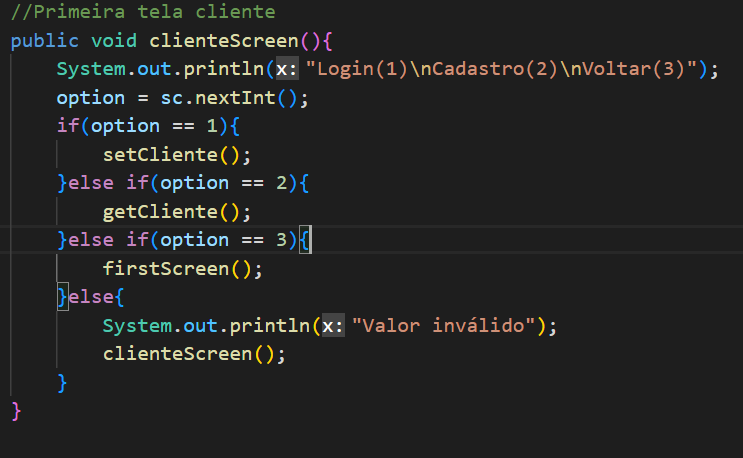 //Primeira tela cliente
public void clienteScreen(){
    System.out.println(x: "Login(1)\nCadastro(2)\nVoltar(3)");
    option = sc.nextInt();
    if(option == 1){
        setCliente();
    }else if(option == 2){
        getCliente();
    }else if(option == 3){
        firstScreen();
    }else{
        System.out.println(x: "Valor inválido");
        clienteScreen();
    }
}